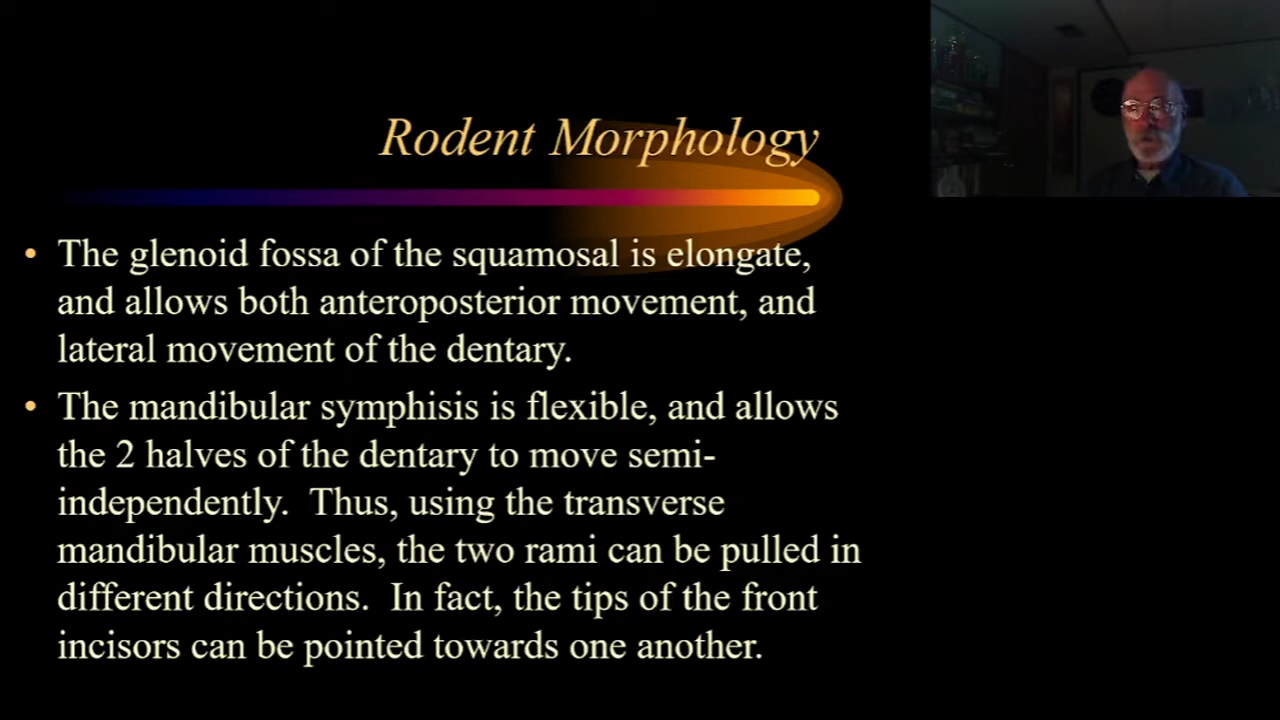 Rodent Morphology
• The glenoid fossa of the squamosal is elongate,
and allows both anteroposterior movement, and
lateral movement of the dentary.
• The mandibular symphisis is flexible, and allows
the 2 halves of the dentary to move semi-
independently.  Thus, using the transverse
mandibular muscles, the two rami can be pulled in
different directions.  In fact, the tips of the front
incisors can be pointed towards one another.